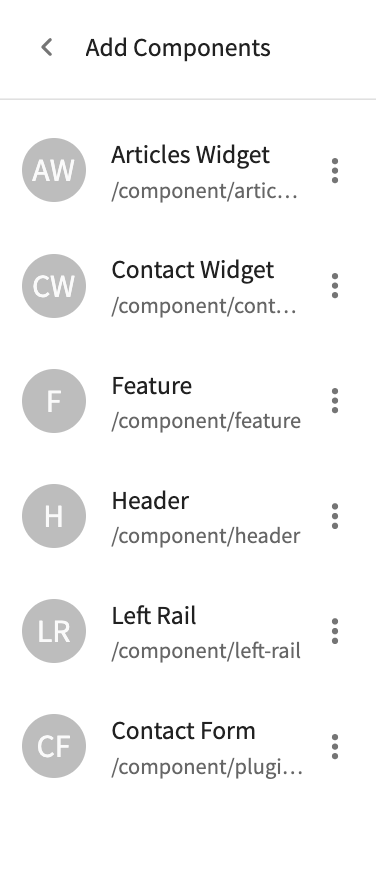 Add Components
AW
Articles Widget
/component/artic...
CW
Contact Widget
/component/cont...
F
Feature
/component/feature
H
Header
/component/header
LR
Left Rail
/component/left-rail
CF
Contact Form
/component/plugi...